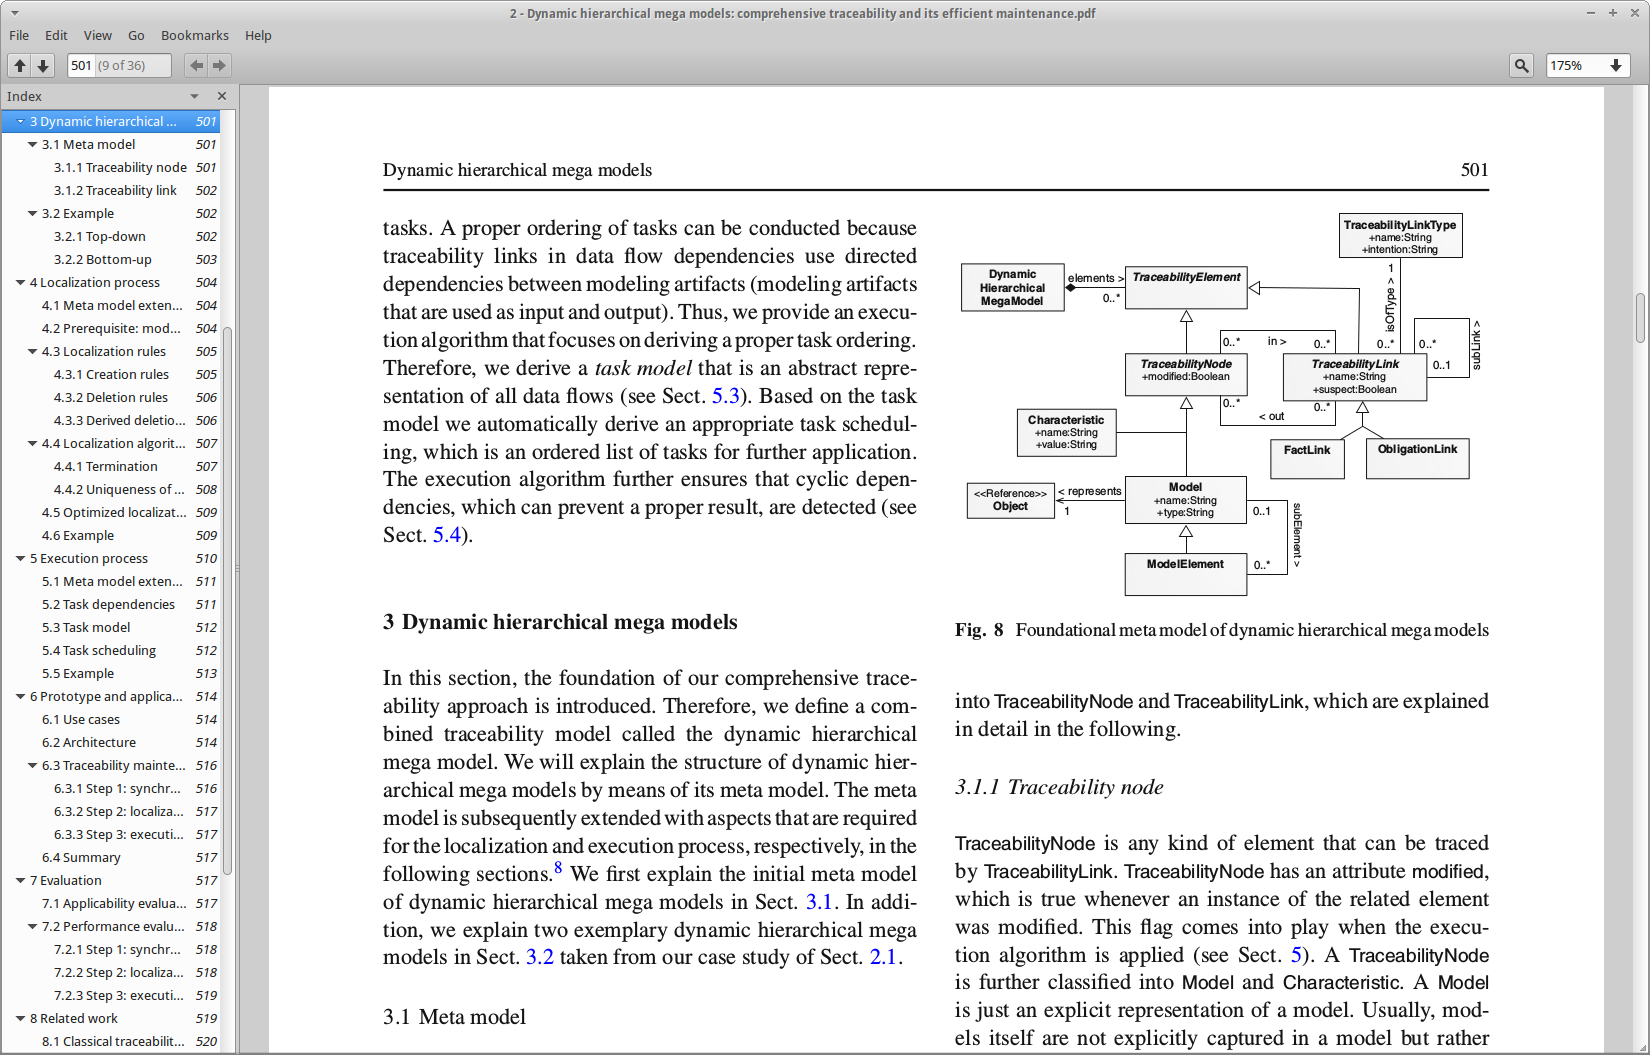 2 - Dynamic hierarchical mega models: comprehensive traceability and its efficient maintenance.pdf
File Edit View Go Bookmarks Help
501 (9 of 36)
175%
Index
3 Dynamic hierarchical ... 501
3.1 Meta model 501
3.1.1 Traceability node 501
3.1.2 Traceability link 502
3.2 Example 502
3.2.1 Top-down 502
3.2.2 Bottom-up 503
4 Localization process 504
4.1 Meta model exten... 504
4.2 Prerequisite: mod... 504
4.3 Localization rules 505
4.3.1 Creation rules 505
4.3.2 Deletion rules 506
4.3.3 Derived deletio... 506
4.4 Localization algorit... 507
4.4.1 Termination 507
4.4.2 Uniqueness of ... 508
4.5 Optimized localizat... 509
4.6 Example 509
5 Execution process 510
5.1 Meta model exten... 511
5.2 Task dependencies 511
5.3 Task model 512
5.4 Task scheduling 512
5.5 Example 513
6 Prototype and applica... 514
6.1 Use cases 514
6.2 Architecture 514
6.3 Traceability mainte... 516
6.3.1 Step 1: synchr... 516
6.3.2 Step 2: localiza... 517
6.3.3 Step 3: executi... 517
6.4 Summary 517
7 Evaluation 517
7.1 Applicability evalua... 517
7.2 Performance evalu... 518
7.2.1 Step 1: synchr... 518
7.2.2 Step 2: localiza... 518
7.2.3 Step 3: executi... 519
8 Related work 519
8.1 Classical traceabilit... 520
Dynamic hierarchical mega models 501
tasks. A proper ordering of tasks can be conducted because
traceability links in data flow dependencies use directed
dependencies between modeling artifacts (modeling artifacts
that are used as input and output). Thus, we provide an execu-
tion algorithm that focuses on deriving a proper task ordering.
Therefore, we derive a task model that is an abstract repre-
sentation of all data flows (see Sect. 5.3). Based on the task
model we automatically derive an appropriate task schedul-
ing, which is an ordered list of tasks for further application.
The execution algorithm further ensures that cyclic depen-
dencies, which can prevent a proper result, are detected (see
Sect. 5.4).
3 Dynamic hierarchical mega models
In this section, the foundation of our comprehensive trace-
ability approach is introduced. Therefore, we define a com-
bined traceability model called the dynamic hierarchical
mega model. We will explain the structure of dynamic hier-
archical mega models by means of its meta model. The meta
model is subsequently extended with aspects that are required
for the localization and execution process, respectively, in the
following sections.8 We first explain the initial meta model
of dynamic hierarchical mega models in Sect. 3.1. In addi-
tion, we explain two exemplary dynamic hierarchical mega
models in Sect. 3.2 taken from our case study of Sect. 2.1.
3.1 Meta model
TraceabilityLinkType
+name:String
+intention:String
Dynamic
Hierarchical
MegaModel
elements >
0..*
TraceabilityElement
1
isOfType >
0..*
0..*
in >
0..*
0..*
0..1
subLink >
TraceabilityNode
+modified:Boolean
TraceabilityLink
+name:String
+suspect:Boolean
0..*
< out
0..*
Characteristic
+name:String
+value:String
FactLink
ObligationLink
<<Reference>>
Object
< represents
1
Model
+name:String
+type:String
0..1
subElement >
0..*
ModelElement
Fig. 8 Foundational meta model of dynamic hierarchical mega models
into TraceabilityNode and TraceabilityLink, which are explained
in detail in the following.
3.1.1 Traceability node
TraceabilityNode is any kind of element that can be traced
by TraceabilityLink. TraceabilityNode has an attribute modified,
which is true whenever an instance of the related element
was modified. This flag comes into play when the execu-
tion algorithm is applied (see Sect. 5). A TraceabilityNode
is further classified into Model and Characteristic. A Model
is just an explicit representation of a model. Usually, mod-
els itself are not explicitly captured in a model but rather